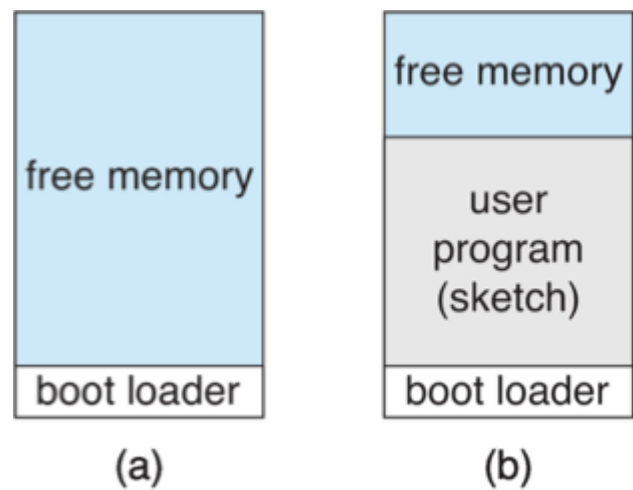 free memory
boot loader
(a)
free memory
user
program
(sketch)
boot loader
(b)